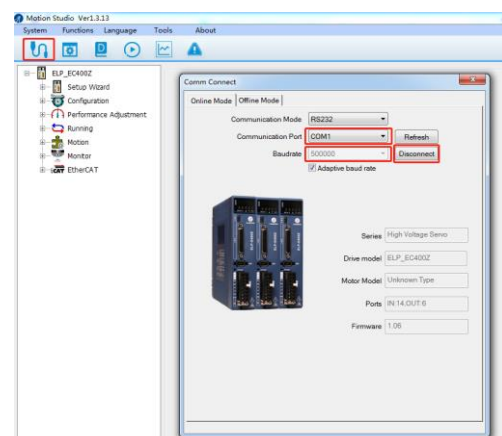 Motion Studio Ver1.3.13
System Functions Language Tools About
ELP_EC400Z
Setup Wizard
Configuration
Performance Adjustment
Running
Motion
Monitor
EtherCAT
Comm Connect
Online Mode Offline Mode
Communication Mode RS232
Communication Port COM1 Refresh
Baudrate 500000 Disconnect
Adaptive baud rate
Series High Voltage Servo
Drive model ELP_EC400Z
Motor Model Unknown Type
Ports IN:14,OUT:6
Firmware 1.06